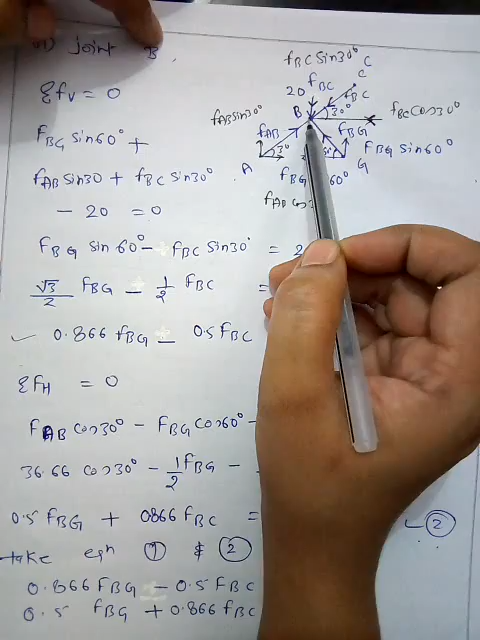 joint B
ΣfV = 0
fBG sin60° +
fAB sin30 + fBC sin30°
- 20 = 0
fBG sin 60° - fBC sin30° =
√3/2 fBG - 1/2 fBC =
✓ 0.866 fBG - 0.5 fBC
ΣfH = 0
fAB cos30° - fBG cos60°
36.66 cos30° - 1/2 fBG -
0.5 fBG + 0.866 fBC =
② 
take eqn ① & ②
0.866 fBG - 0.5 fBC
0.5 fBG + 0.866 fBC
fBC sin30° C
20 fBC C
fAB sin30° B fBC 30° fBC cos30°
fAB fBG fBG sin60°
A 30° G
fBG 60°
fAB cos